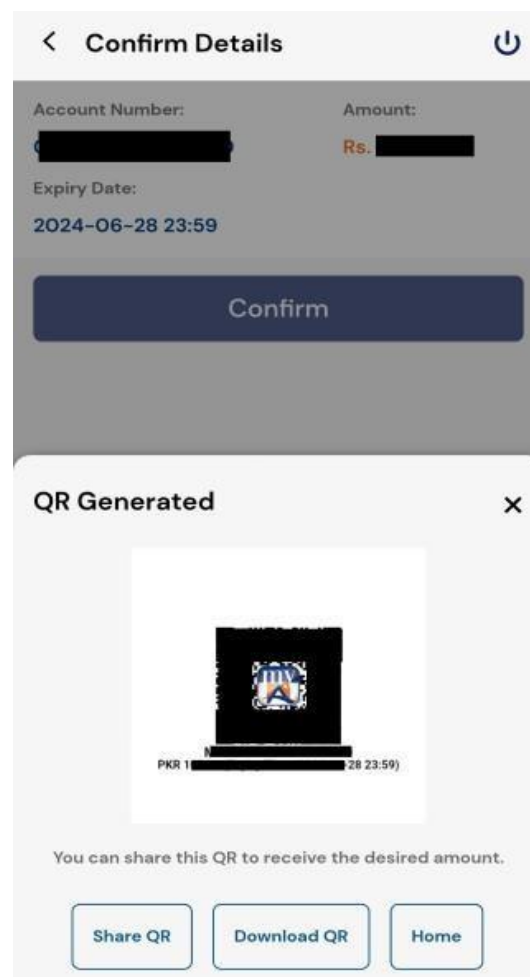 Confirm Details
Account Number: Amount:
Rs.
Expiry Date:
2024-06-28 23:59
Confirm
QR Generated
my
PKR 1 -28 23:59)
You can share this QR to receive the desired amount.
Share QR Download QR Home